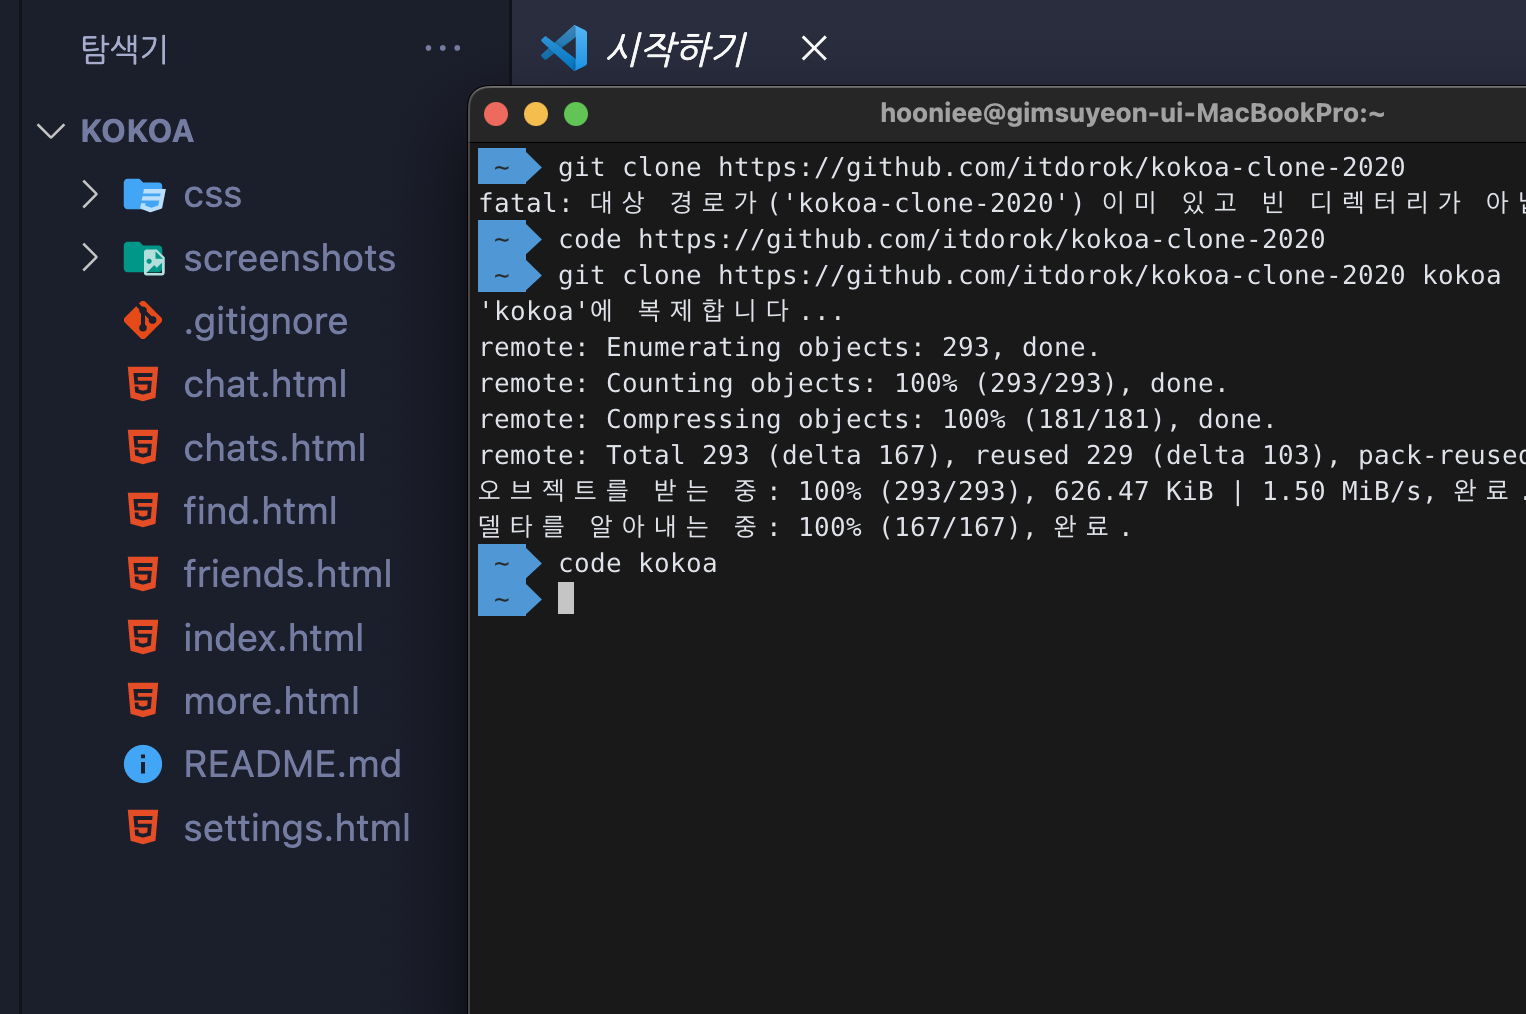 탐색기
KOKOA
css
screenshots
.gitignore
chat.html
chats.html
find.html
friends.html
index.html
more.html
README.md
settings.html
시작하기
hooniee@gimsuyeon-ui-MacBookPro:~
~ git clone https://github.com/itdorok/kokoa-clone-2020
fatal: 대상 경로가('kokoa-clone-2020') 이미 있고 빈 디렉터리가
~ code https://github.com/itdorok/kokoa-clone-2020
~ git clone https://github.com/itdorok/kokoa-clone-2020 kokoa
'kokoa'에 복제합니다...
remote: Enumerating objects: 293, done.
remote: Counting objects: 100% (293/293), done.
remote: Compressing objects: 100% (181/181), done.
remote: Total 293 (delta 167), reused 229 (delta 103), pack-reused
오브젝트를 받는 중: 100% (293/293), 626.47 KiB | 1.50 MiB/s, 완료.
델타를 알아내는 중: 100% (167/167), 완료.
~ code kokoa
~